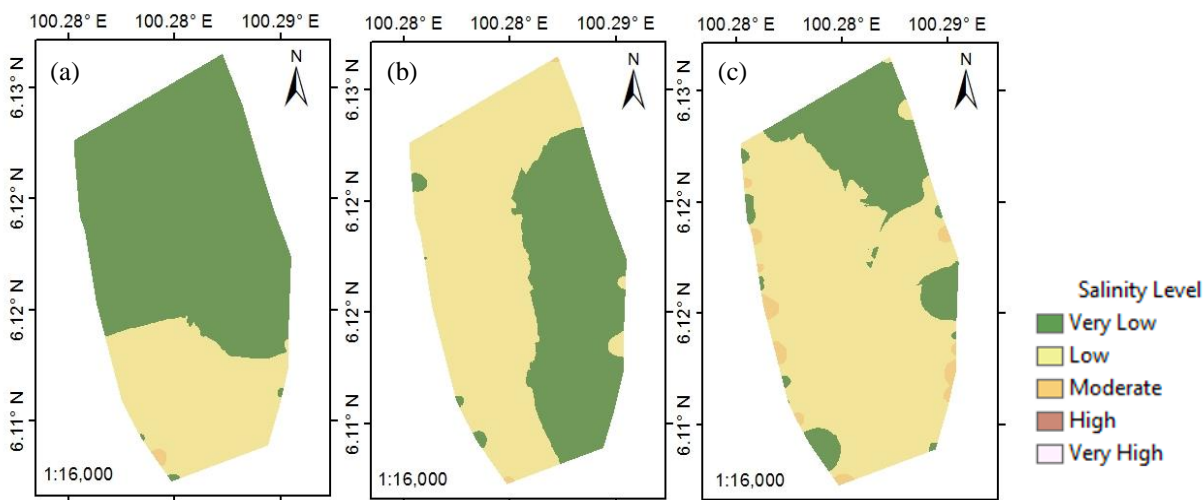 100.28° E 100.28° E 100.29° E
100.28° E 100.28° E 100.29° E
100.28° E 100.28° E 100.29° E
6.13° N
6.12° N
6.12° N
6.11° N
(a)
N
1:16,000
6.13° N
6.12° N
6.12° N
6.11° N
(b)
N
1:16,000
6.13° N
6.12° N
6.12° N
6.11° N
(c)
N
1:16,000
Salinity Level
Very Low
Low
Moderate
High
Very High